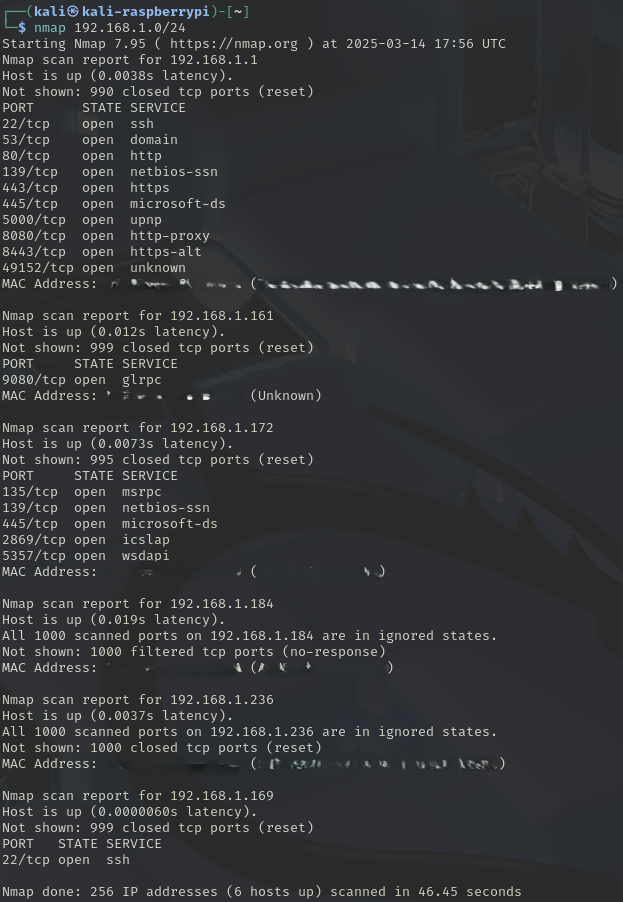 ┌──(kali㉿kali-raspberrypi)-[~]
└─$ nmap 192.168.1.0/24
Starting Nmap 7.95 ( https://nmap.org ) at 2025-03-14 17:56 UTC
Nmap scan report for 192.168.1.1
Host is up (0.0038s latency).
Not shown: 990 closed tcp ports (reset)
PORT      STATE SERVICE
22/tcp    open  ssh
53/tcp    open  domain
80/tcp    open  http
139/tcp   open  netbios-ssn
443/tcp   open  https
445/tcp   open  microsoft-ds
5000/tcp  open  upnp
8080/tcp  open  http-proxy
8443/tcp  open  https-alt
49152/tcp open  unknown
MAC Address: ( )
Nmap scan report for 192.168.1.161
Host is up (0.012s latency).
Not shown: 999 closed tcp ports (reset)
PORT     STATE SERVICE
9080/tcp open  glrpc
MAC Address: (Unknown)
Nmap scan report for 192.168.1.172
Host is up (0.0073s latency).
Not shown: 995 closed tcp ports (reset)
PORT     STATE SERVICE
135/tcp  open  msrpc
139/tcp  open  netbios-ssn
445/tcp  open  microsoft-ds
2869/tcp open  icslap
5357/tcp open  wsdapi
MAC Address: ( )
Nmap scan report for 192.168.1.184
Host is up (0.019s latency).
All 1000 scanned ports on 192.168.1.184 are in ignored states.
Not shown: 1000 filtered tcp ports (no-response)
MAC Address: ( )
Nmap scan report for 192.168.1.236
Host is up (0.0037s latency).
All 1000 scanned ports on 192.168.1.236 are in ignored states.
Not shown: 1000 closed tcp ports (reset)
MAC Address: ( )
Nmap scan report for 192.168.1.169
Host is up (0.0000060s latency).
Not shown: 999 closed tcp ports (reset)
PORT   STATE SERVICE
22/tcp open  ssh
Nmap done: 256 IP addresses (6 hosts up) scanned in 46.45 seconds